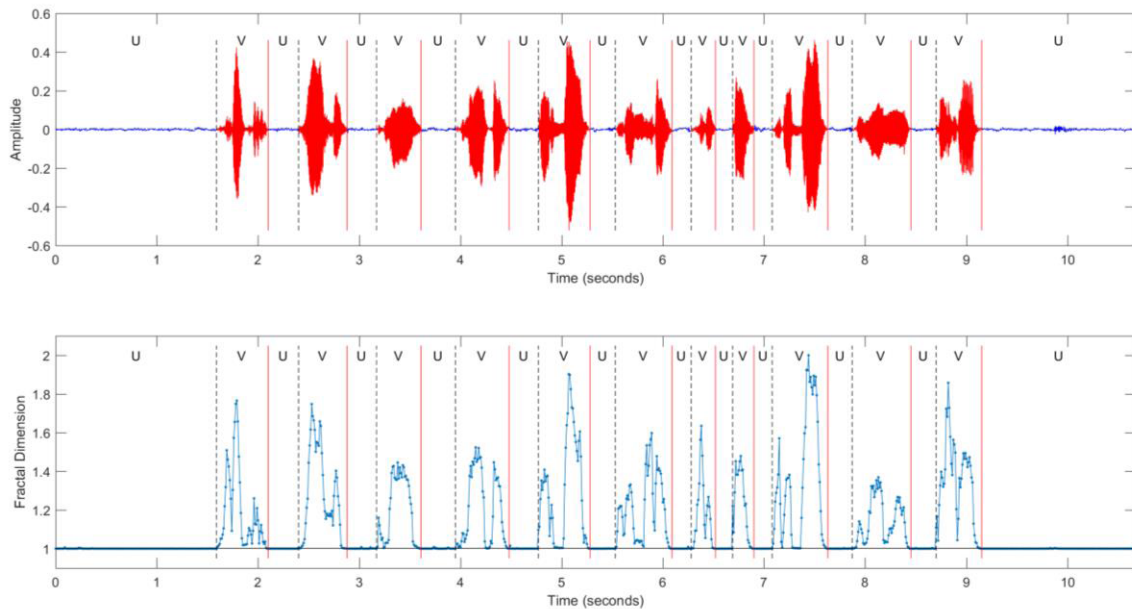 0.6
U V U V U V U V U V U V U V U V U V U V U V U
0.4
0.2
0
-0.2
-0.4
-0.6
Amplitude
0 1 2 3 4 5 6 7 8 9 10
Time (seconds)
2
U V U V U V U V U V U V U V U V U V U V U V U
1.8
1.6
1.4
1.2
1
Fractal Dimension
0 1 2 3 4 5 6 7 8 9 10
Time (seconds)